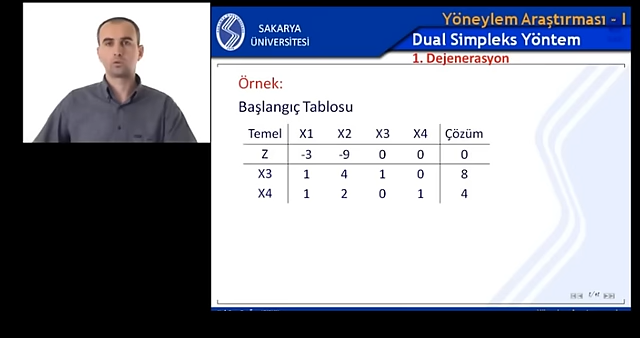 SAKARYA
ÜNİVERSİTESİ
Yöneylem Araştırması - I
Dual Simpleks Yöntem
1. Dejenerasyon
Örnek:
Başlangıç Tablosu
Temel X1 X2 X3 X4 Çözüm
Z -3 -9 0 0 0
X3 1 4 1 0 8
X4 1 2 0 1 4